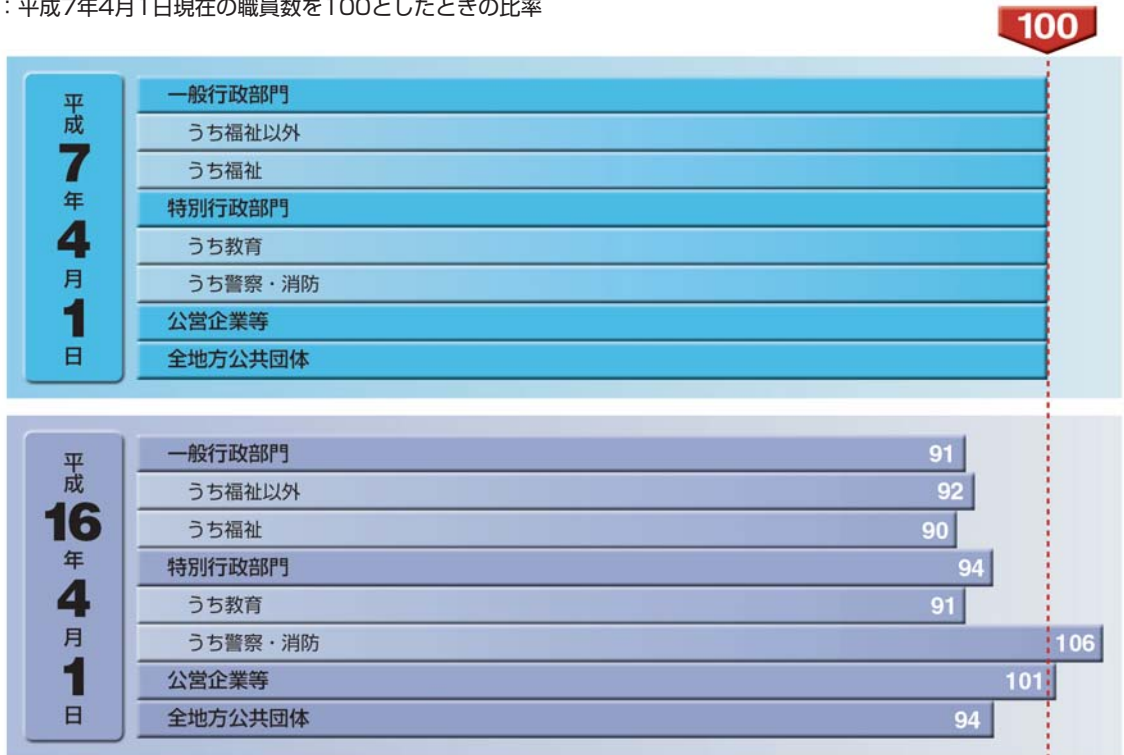 ：平成7年4月1日現在の職員数を100としたときの比率
100
平成7年4月1日
一般行政部門
うち福祉以外
うち福祉
特別行政部門
うち教育
うち警察・消防
公営企業等
全地方公共団体
平成16年4月1日
一般行政部門 91
うち福祉以外 92
うち福祉 90
特別行政部門 94
うち教育 91
うち警察・消防 106
公営企業等 101
全地方公共団体 94